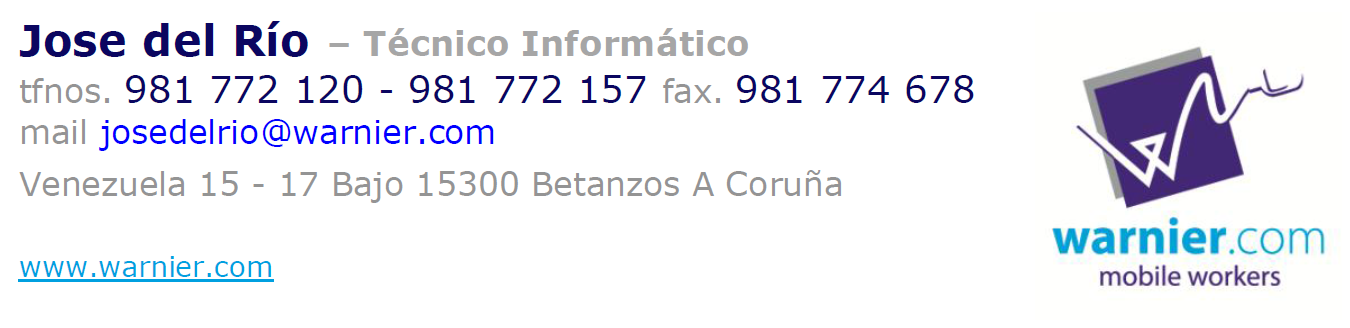 Jose del Río – Técnico Informático
tfnos. 981 772 120 - 981 772 157 fax. 981 774 678
mail josedelrio@warnier.com
Venezuela 15 - 17 Bajo 15300 Betanzos A Coruña
www.warnier.com
warnier.com
mobile workers